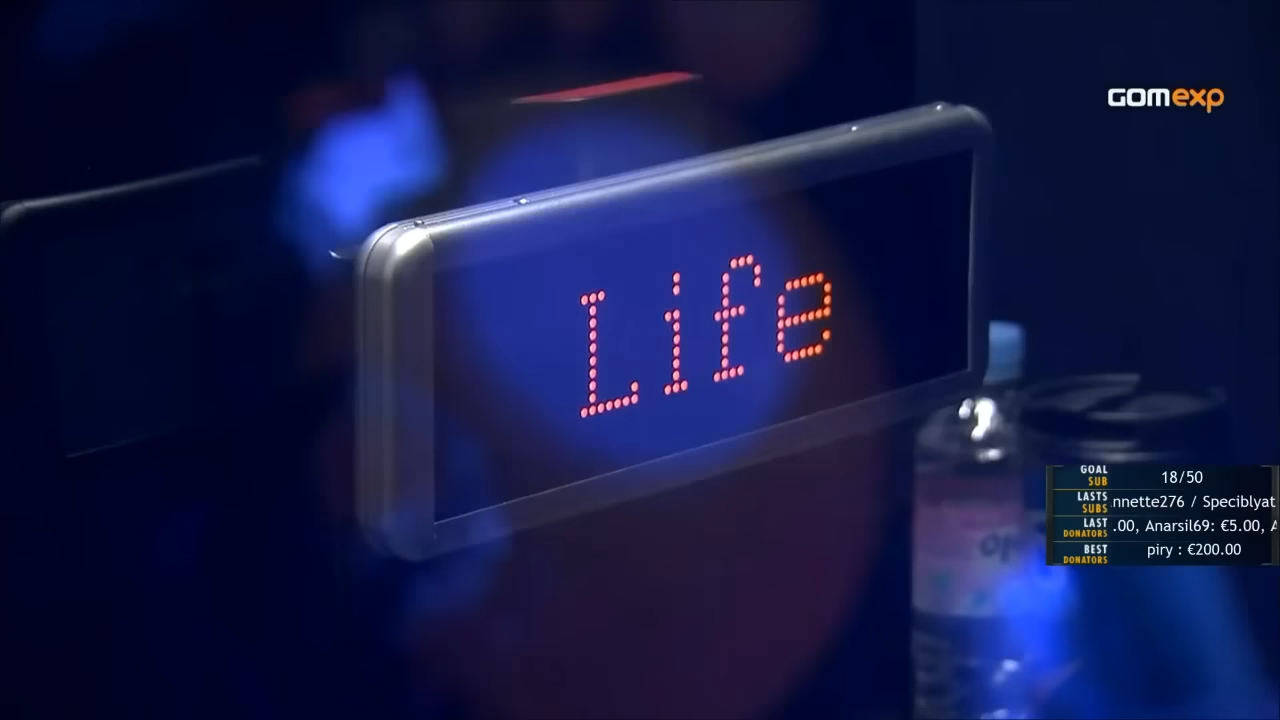 GOMexp
Life
GOAL SUB 18/50
LASTS SUBS nnette276 / Speciblyat
LAST DONATORS .00, Anarsil69: €5.00, A
BEST DONATORS piry : €200.00